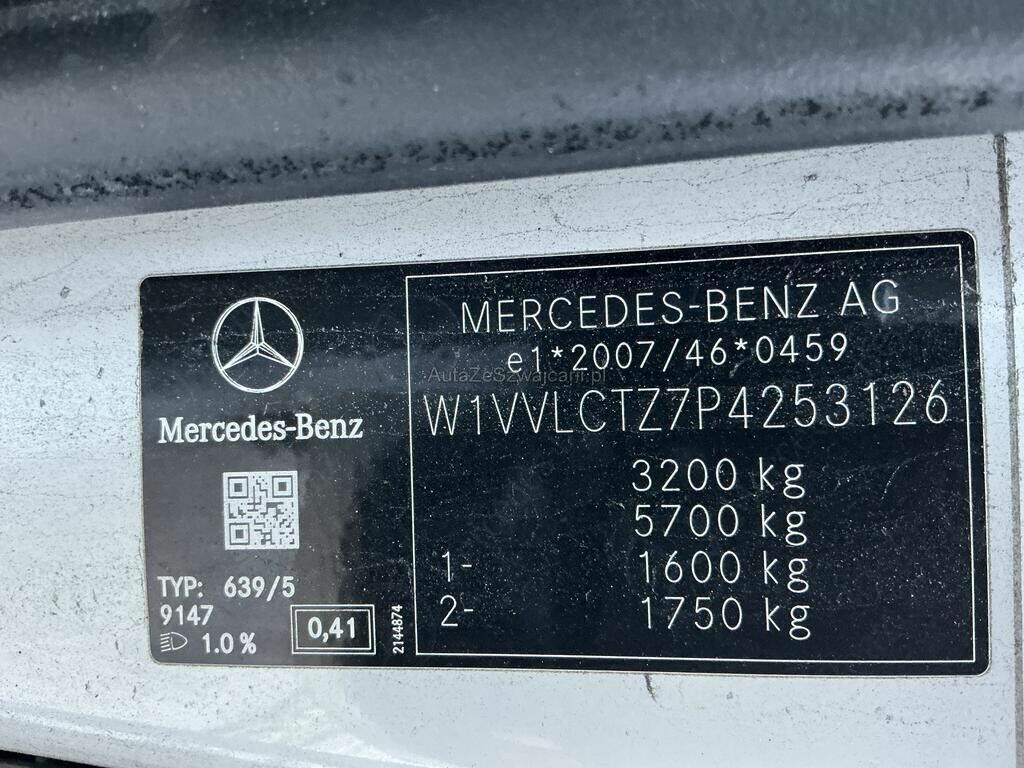 MERCEDES-BENZ AG
e1*2007/46*0459
AutaZeSzwajcarii.pl
W1VVLCTZ7P4253126
3200 kg
5700 kg
1- 1600 kg
2- 1750 kg
Mercedes-Benz
TYP: 639/5
9147
1.0 %
0,41
2144874